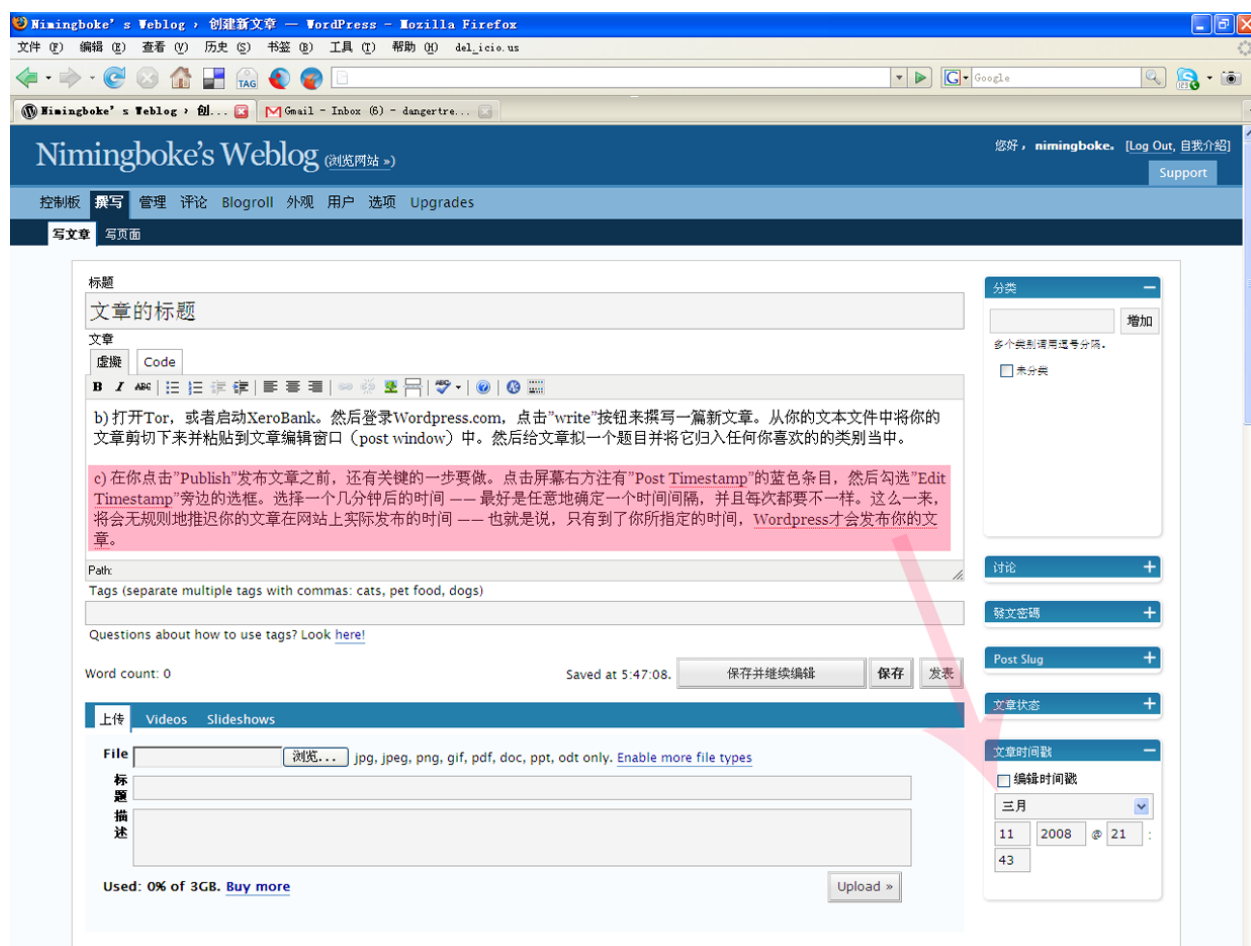 Nimingboke's Weblog › 创建新文章 — WordPress - Mozilla Firefox
文件(F) 编辑(E) 查看(V) 历史(S) 书签(B) 工具(T) 帮助(H) del_icio.us
TAG Google 123
Nimingboke's Weblog › 创... Gmail - Inbox (6) - dangertre...
Nimingboke's Weblog (浏览网站 »)
您好，nimingboke。 [Log Out, 自我介紹]
Support
控制板 撰写 管理 评论 Blogroll 外观 用户 选项 Upgrades
写文章 写页面
标题
文章的标题
文章
虛擬 Code
B I ABC
b) 打开Tor，或者启动XeroBank。然后登录Wordpress.com，点击”write”按钮来撰写一篇新文章。从你的文本文件中将你的
文章剪切下来并粘贴到文章编辑窗口（post window）中。然后给文章拟一个题目并将它归入任何你喜欢的的类别当中。
c) 在你点击”Publish”发布文章之前，还有关键的一步要做。点击屏幕右方注有”Post Timestamp”的蓝色条目，然后勾选”Edit
Timestamp”旁边的选框。选择一个几分钟后的时间 —— 最好是任意地确定一个时间间隔，并且每次都要不一样。这么一来，
将会无规则地推迟你的文章在网站上实际发布的时间 —— 也就是说，只有到了你所指定的时间，Wordpress才会发布你的文
章。
Path:
Tags (separate multiple tags with commas: cats, pet food, dogs)
Questions about how to use tags? Look here!
Word count: 0 Saved at 5:47:08. 保存并继续编辑 保存 发表
上传 Videos Slideshows
File 浏览... jpg, jpeg, png, gif, pdf, doc, ppt, odt only. Enable more file types
标
题
描
述
Used: 0% of 3GB. Buy more Upload »
分类
增加
多个类别请用逗号分隔。
未分类
讨论
發文密碼
Post Slug
文章状态
文章时间戳
编辑时间戳
三月
11 2008 @ 21 :
43